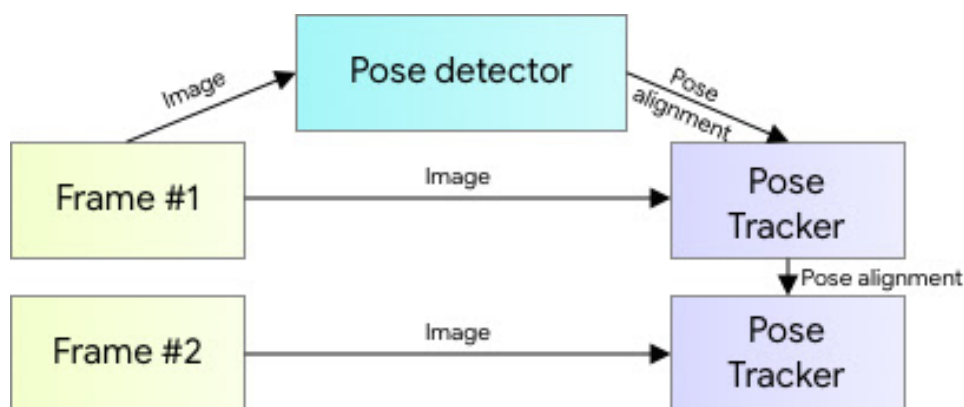 Pose detector
Image
Pose
alignment
Frame #1
Image
Pose
Tracker
Pose alignment
Frame #2
Image
Pose
Tracker